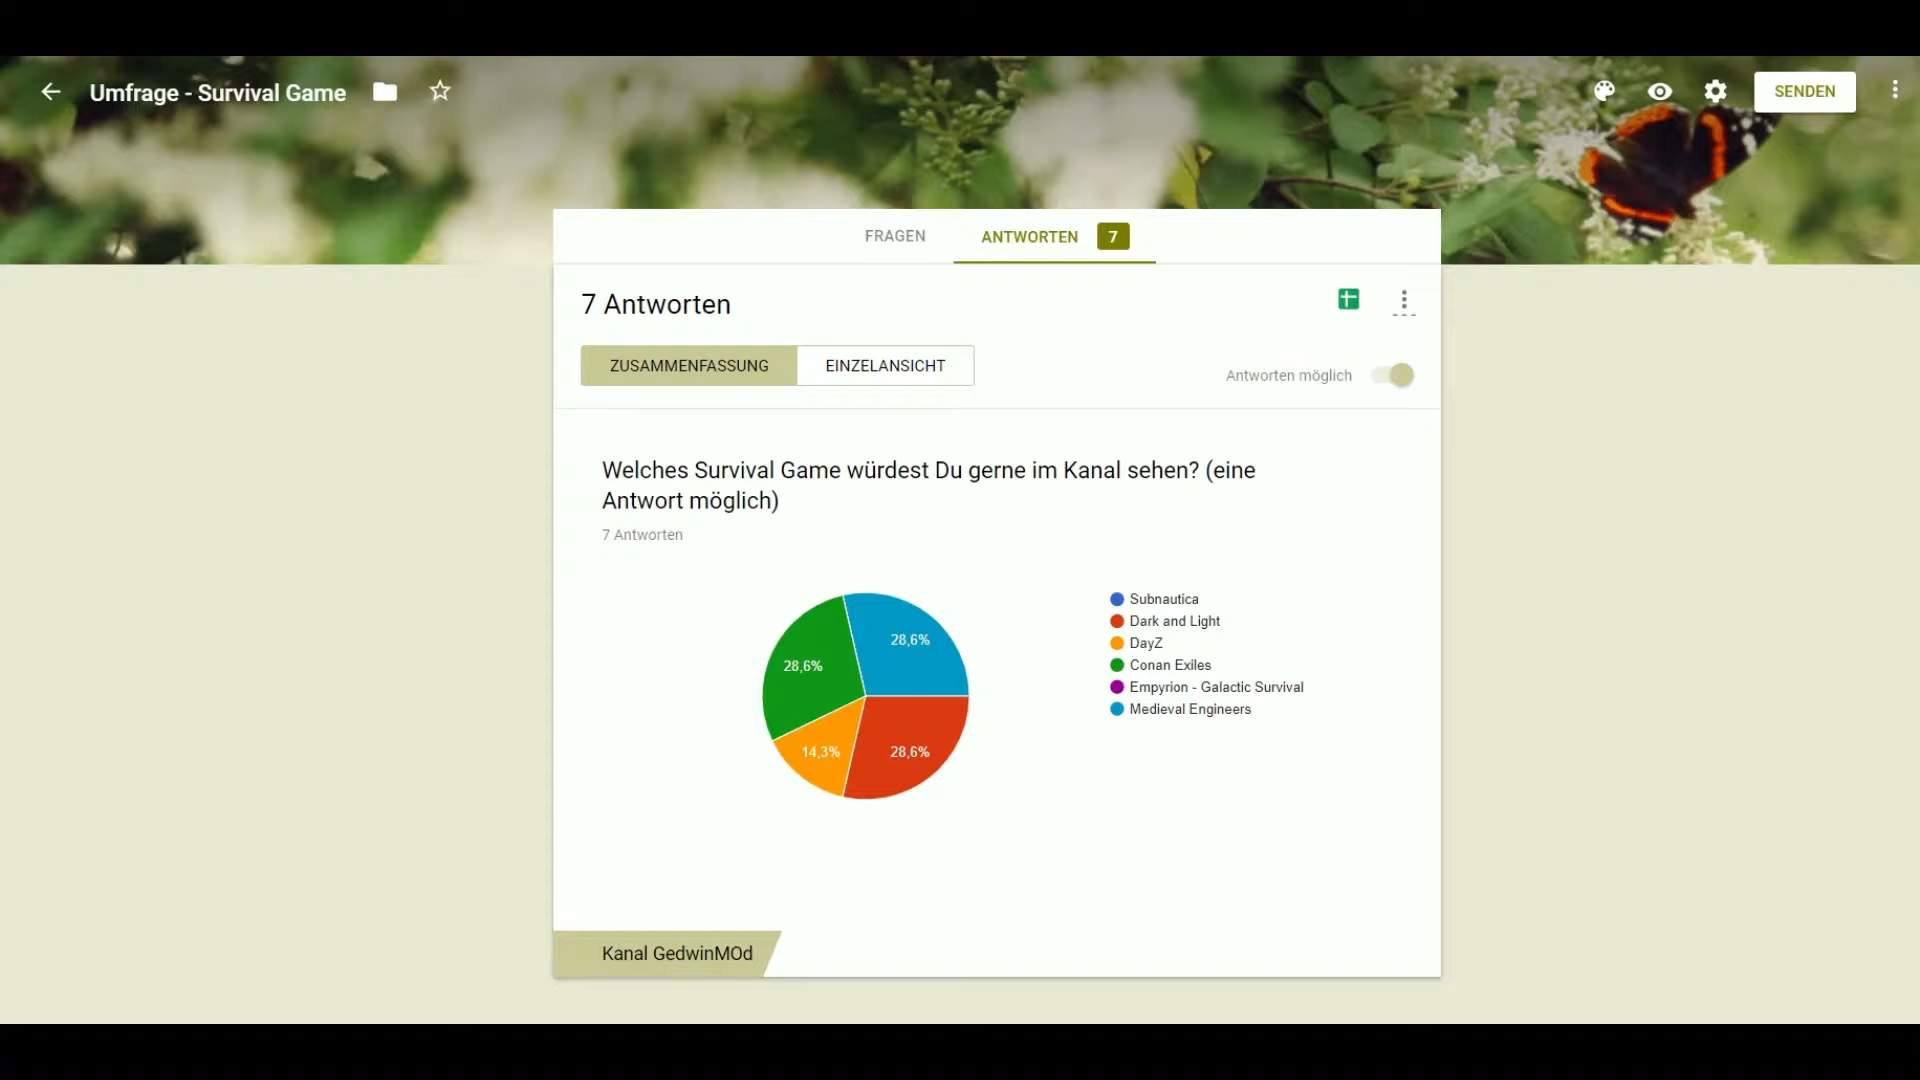 Umfrage - Survival Game
SENDEN
FRAGEN
ANTWORTEN
7
7 Antworten
ZUSAMMENFASSUNG
EINZELANSICHT
Antworten möglich
Welches Survival Game würdest Du gerne im Kanal sehen? (eine
Antwort möglich)
7 Antworten
28,6%
28,6%
14,3%
28,6%
Subnautica
Dark and Light
DayZ
Conan Exiles
Empyrion - Galactic Survival
Medieval Engineers
Kanal GedwinMOd